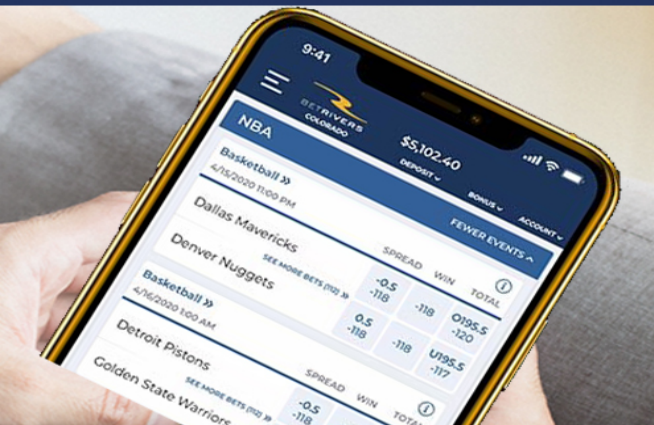 9:41
BETRIVERS
COLORADO
$5,102.40
DEPOSIT
BONUS
ACCOUNT
NBA
FEWER EVENTS
Basketball »
4/15/2020 11:00 PM
SPREAD WIN TOTAL
Dallas Mavericks
-0.5
-118
-118
O195.5
-120
SEE MORE BETS (112) »
Denver Nuggets
0.5
-118
-118
U195.5
-117
Basketball »
4/16/2020 1:00 AM
SPREAD WIN
Detroit Pistons
-0.5
-118
SEE MORE BETS (112) »
Golden State Warriors